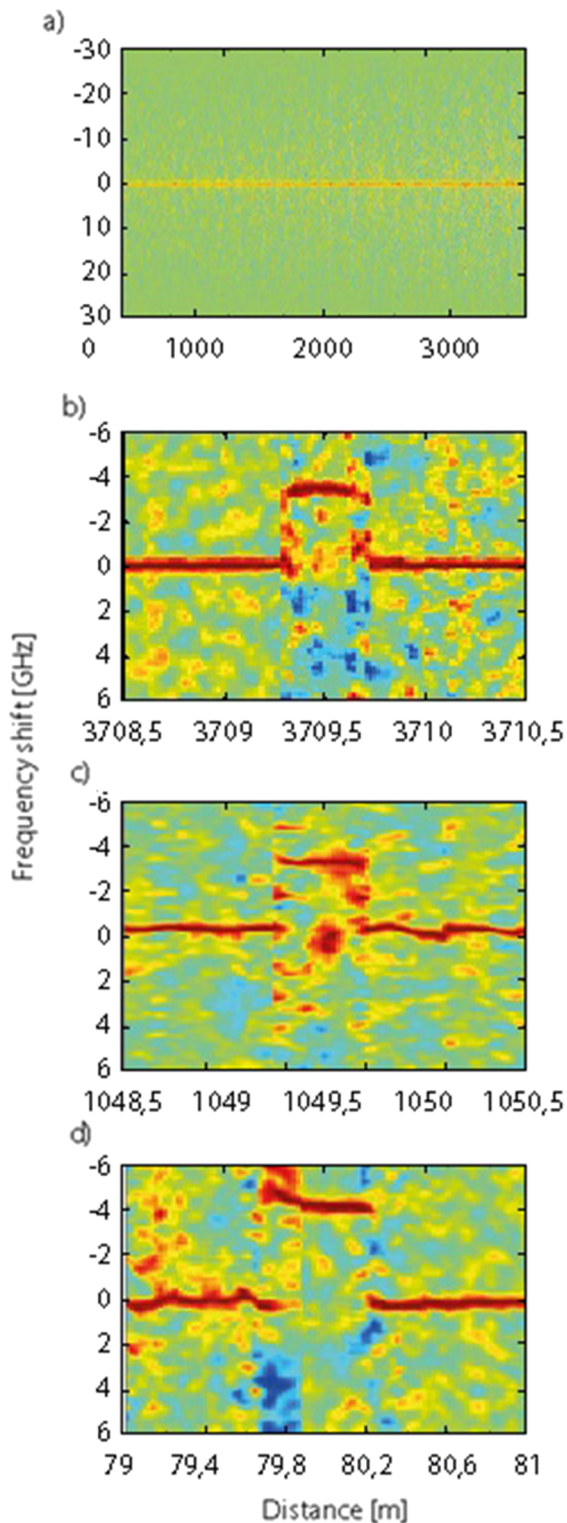 a)
-30
-20
-10
0
10
20
30
0 1000 2000 3000
b)
-6
-4
-2
0
2
4
6
3708,5 3709 3709,5 3710 3710,5
c)
-6
-4
-2
0
2
4
6
1048,5 1049 1049,5 1050 1050,5
d)
-6
-4
-2
0
2
4
6
79 79,4 79,8 80,2 80,6 81
Frequency shift [GHz]
Distance [m]